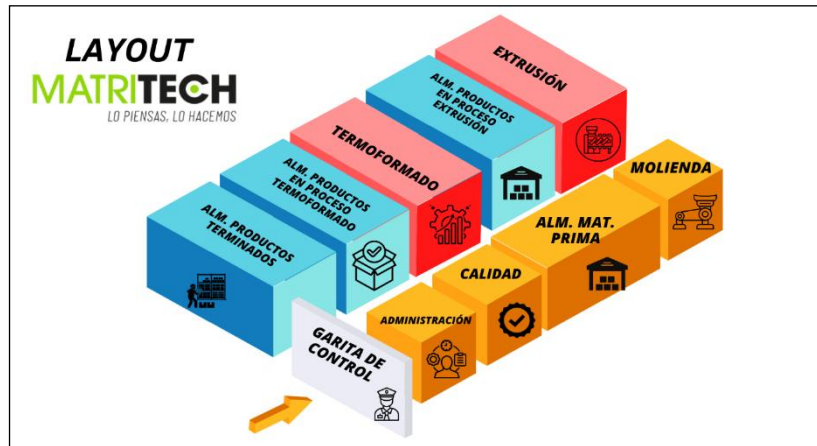 LAYOUT
MATRITECH
LO PIENSAS, LO HACEMOS
EXTRUSIÓN
ALM. PRODUCTOS
EN PROCESO
EXTRUSIÓN
TERMOFORMADO
ALM. PRODUCTOS
EN PROCESO
TERMOFORMADO
ALM. PRODUCTOS
TERMINADOS
MOLIENDA
ALM. MAT.
PRIMA
CALIDAD
ADMINISTRACIÓN
GARITA DE
CONTROL